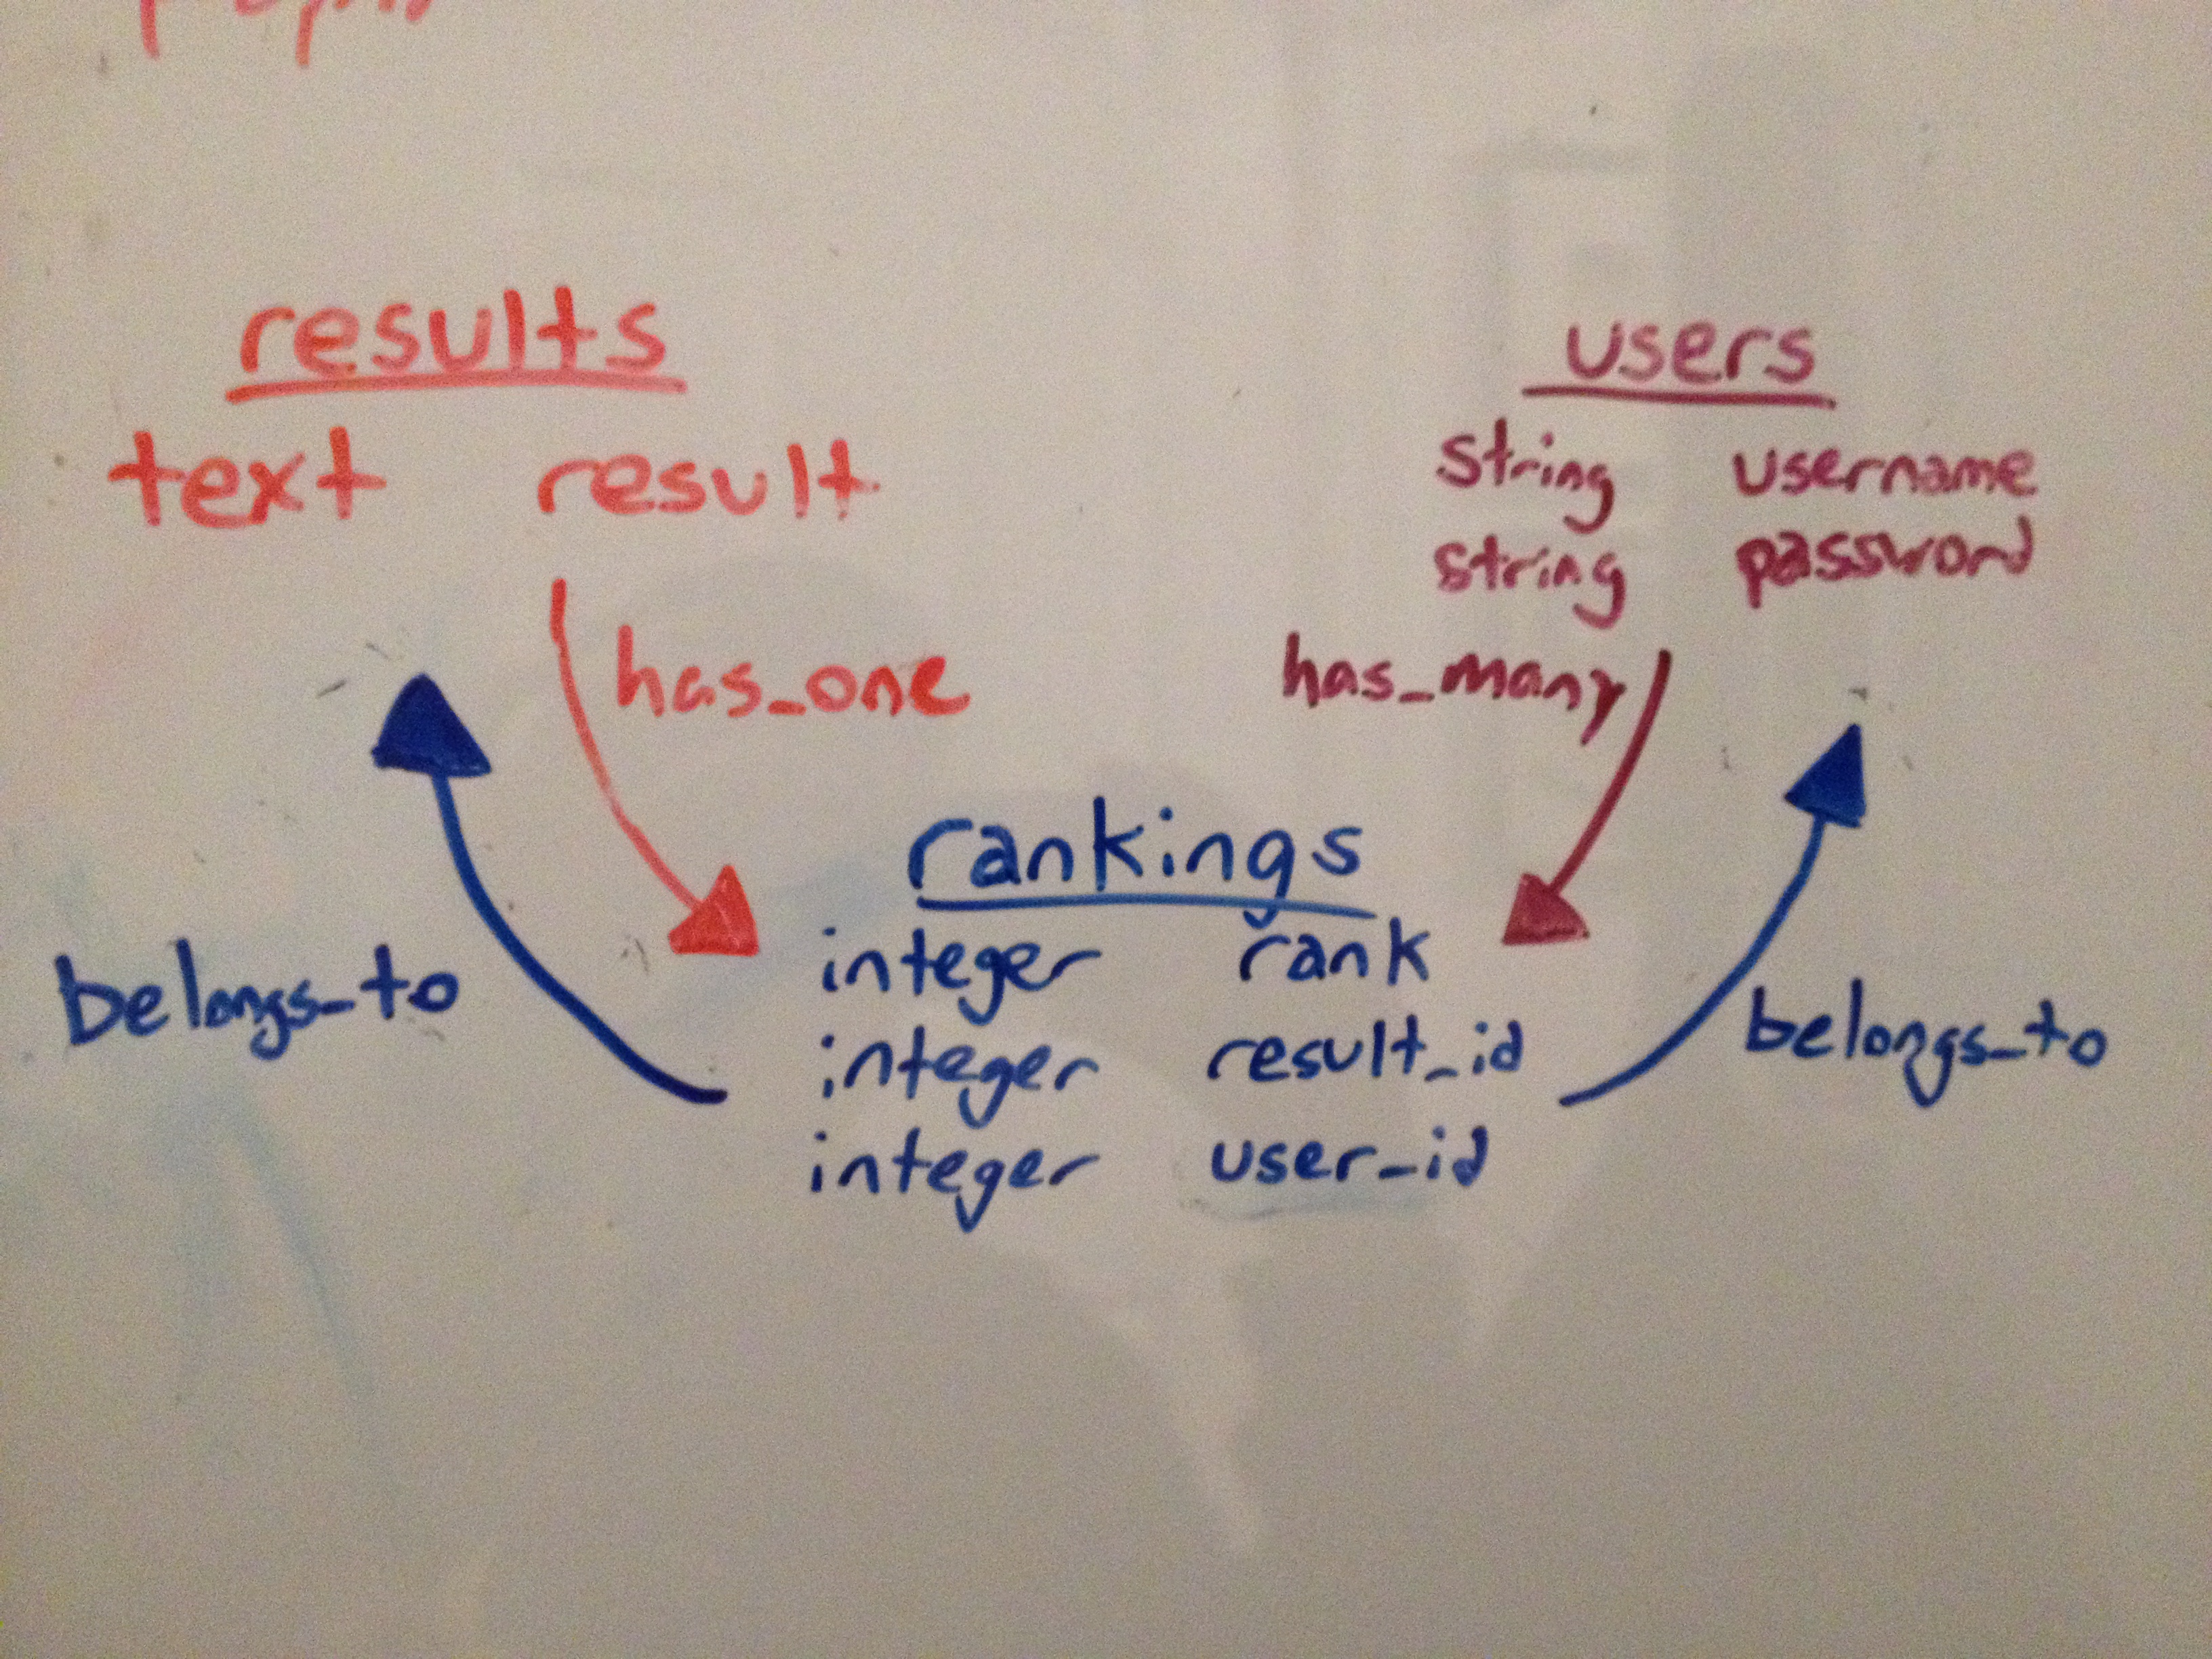 results
text result
has_one
belongs_to
users
string username
string password
has_many
belongs_to
rankings
integer rank
integer result_id
integer user_id